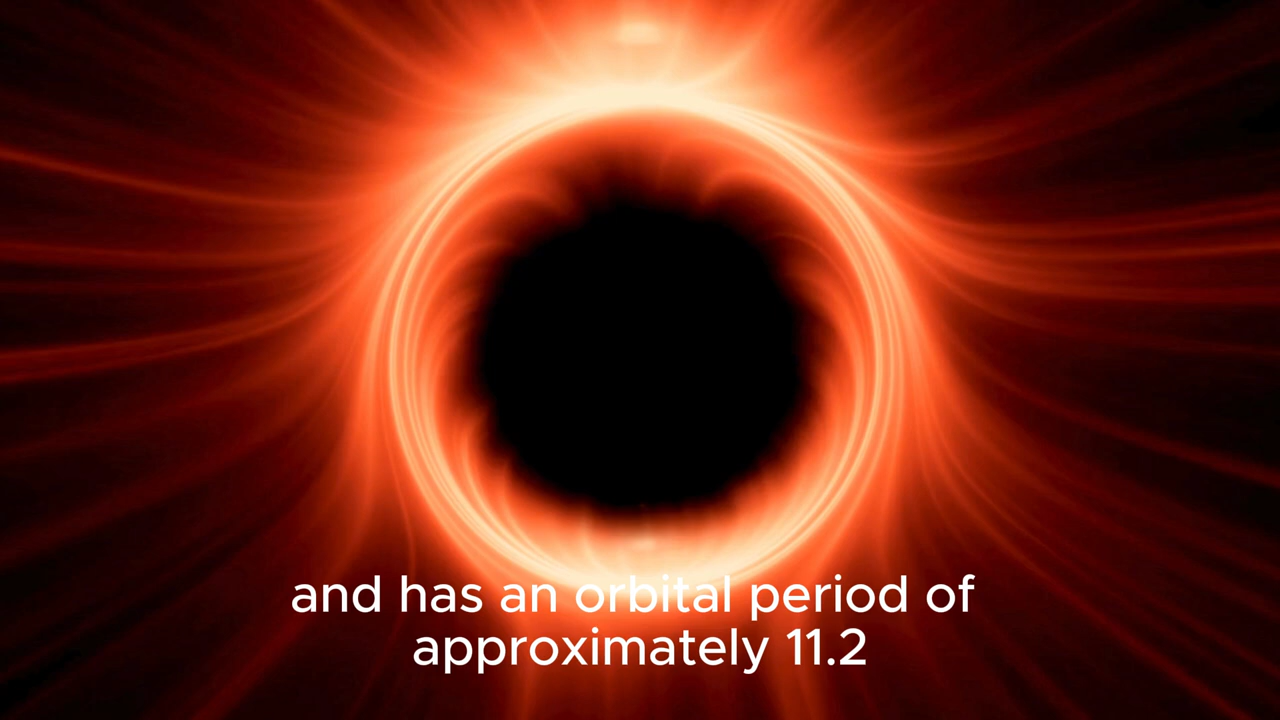 and has an orbital period of
approximately 11.2